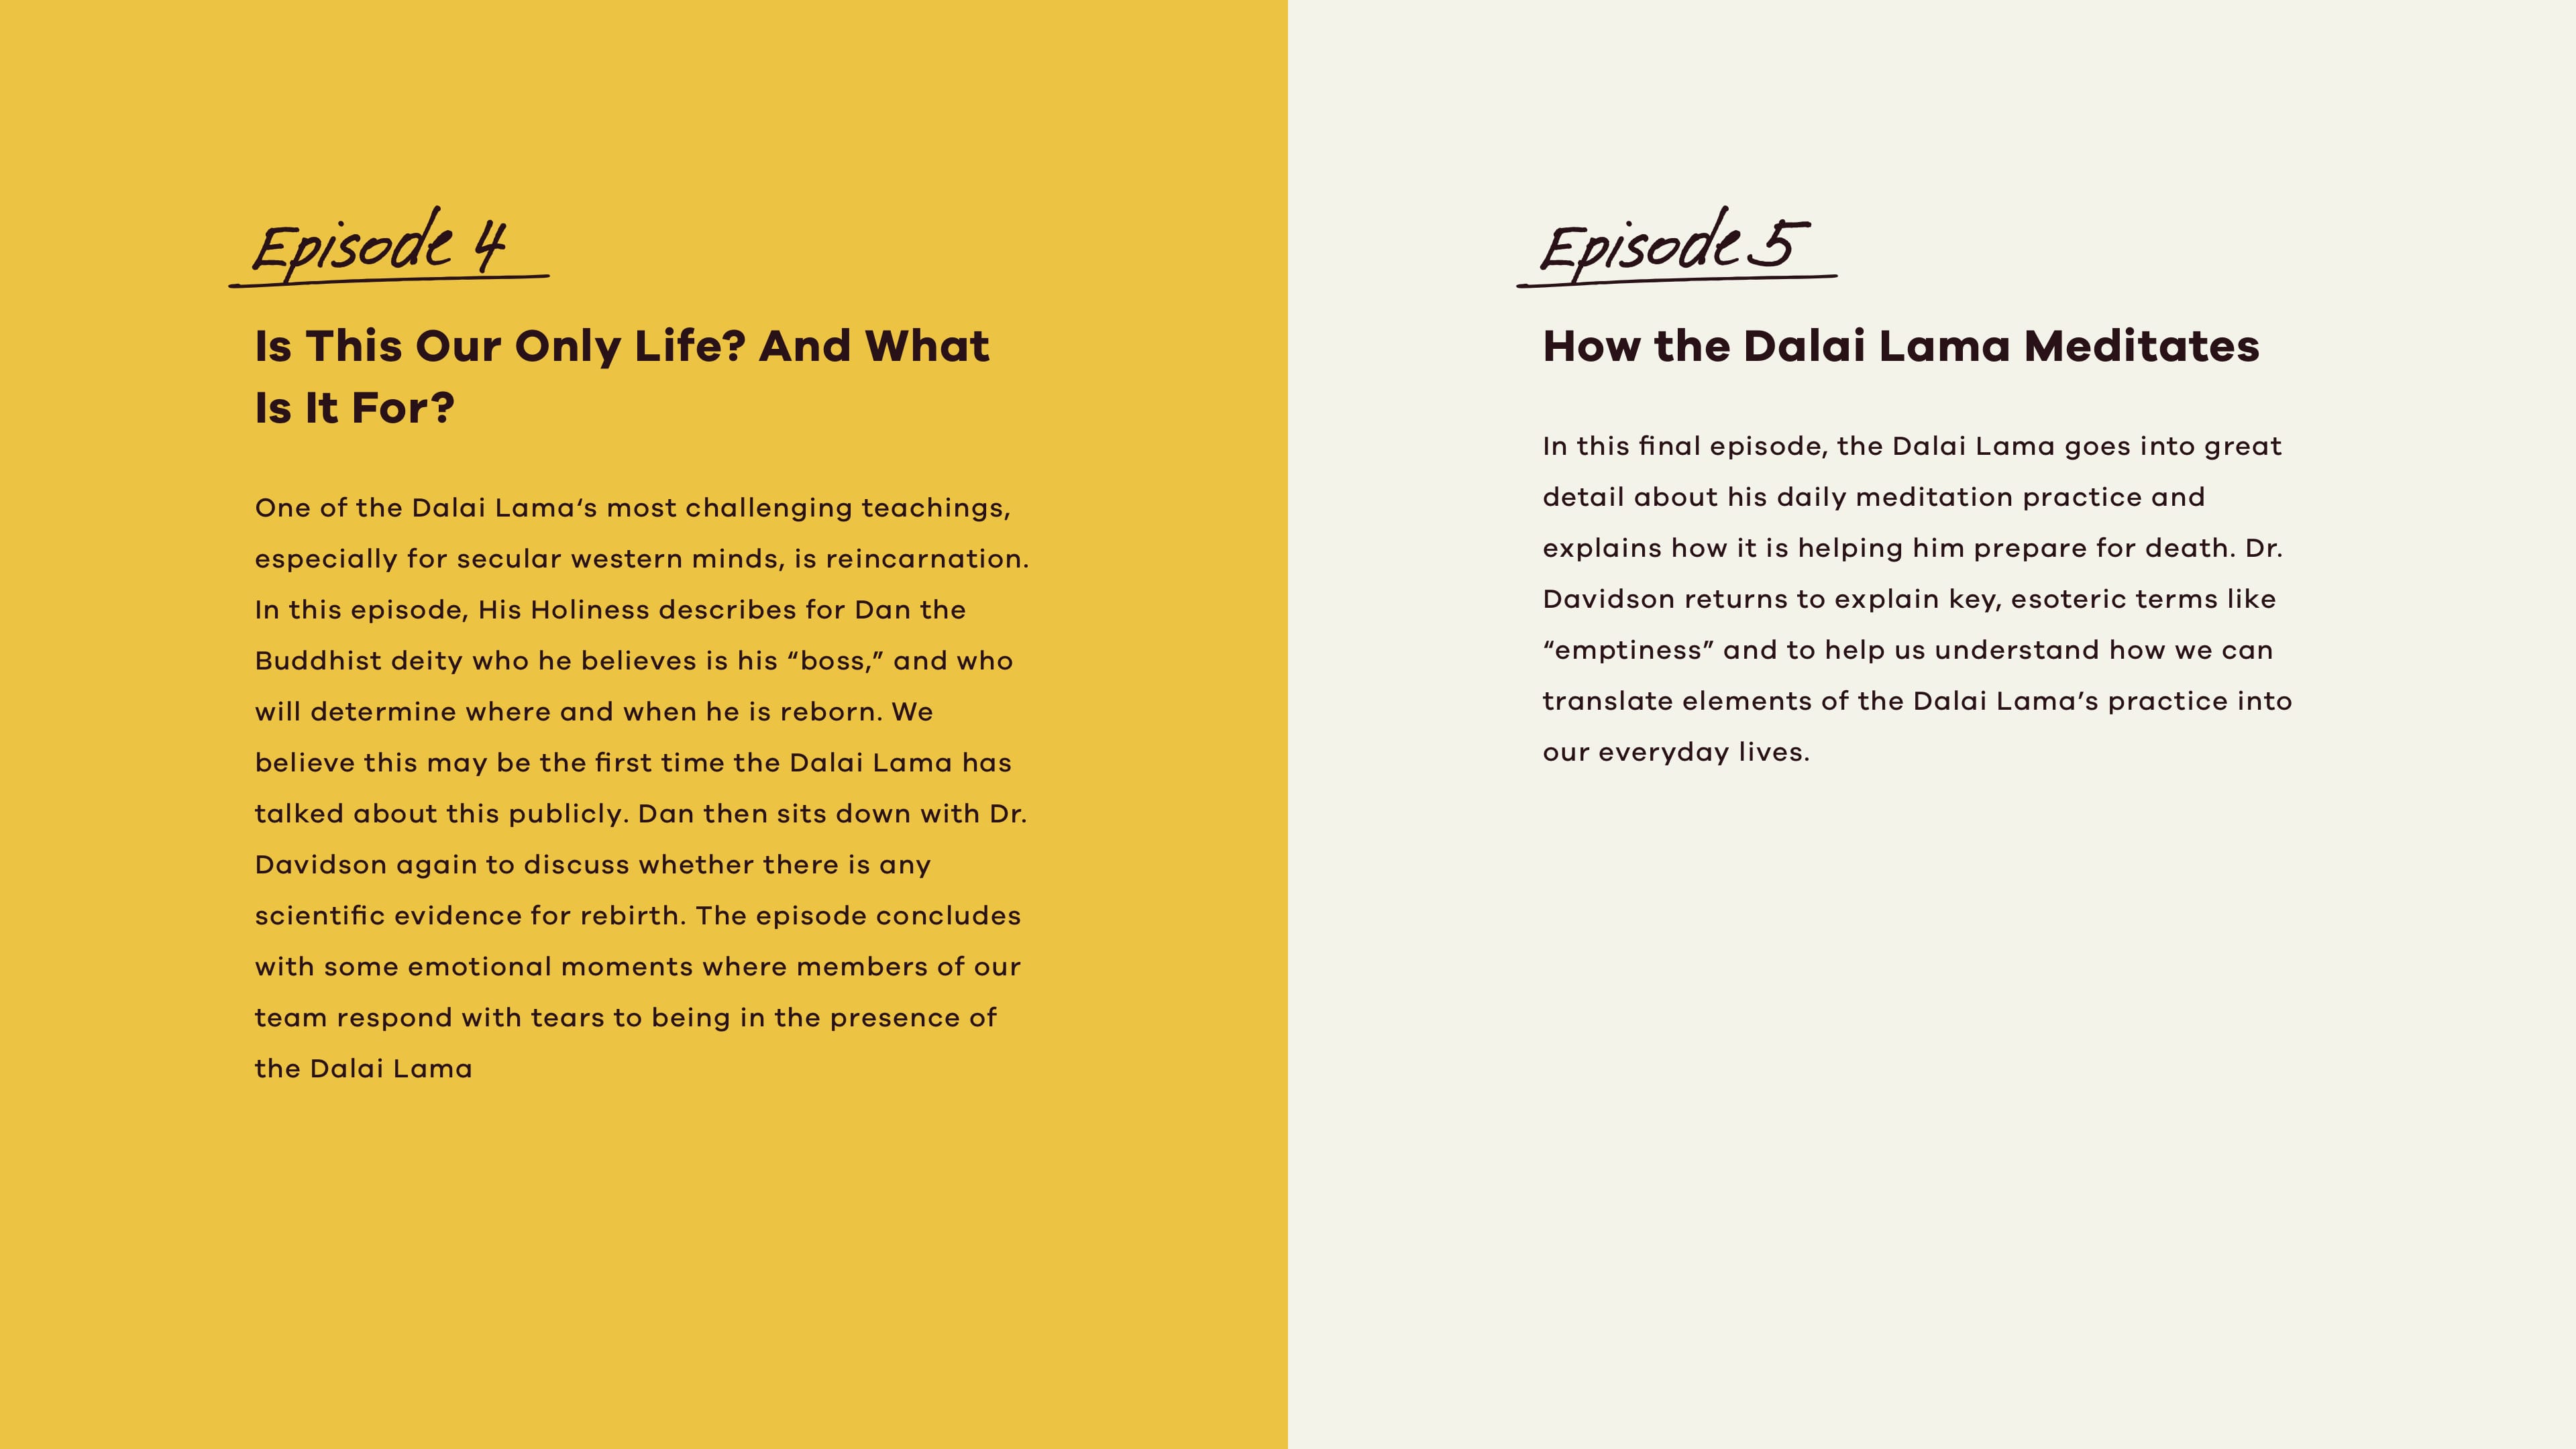 Episode 4
Is This Our Only Life? And What
Is It For?
One of the Dalai Lama‘s most challenging teachings,
especially for secular western minds, is reincarnation.
In this episode, His Holiness describes for Dan the
Buddhist deity who he believes is his “boss,” and who
will determine where and when he is reborn. We
believe this may be the first time the Dalai Lama has
talked about this publicly. Dan then sits down with Dr.
Davidson again to discuss whether there is any
scientific evidence for rebirth. The episode concludes
with some emotional moments where members of our
team respond with tears to being in the presence of
the Dalai Lama
Episode 5
How the Dalai Lama Meditates
In this final episode, the Dalai Lama goes into great
detail about his daily meditation practice and
explains how it is helping him prepare for death. Dr.
Davidson returns to explain key, esoteric terms like
“emptiness” and to help us understand how we can
translate elements of the Dalai Lama’s practice into
our everyday lives.